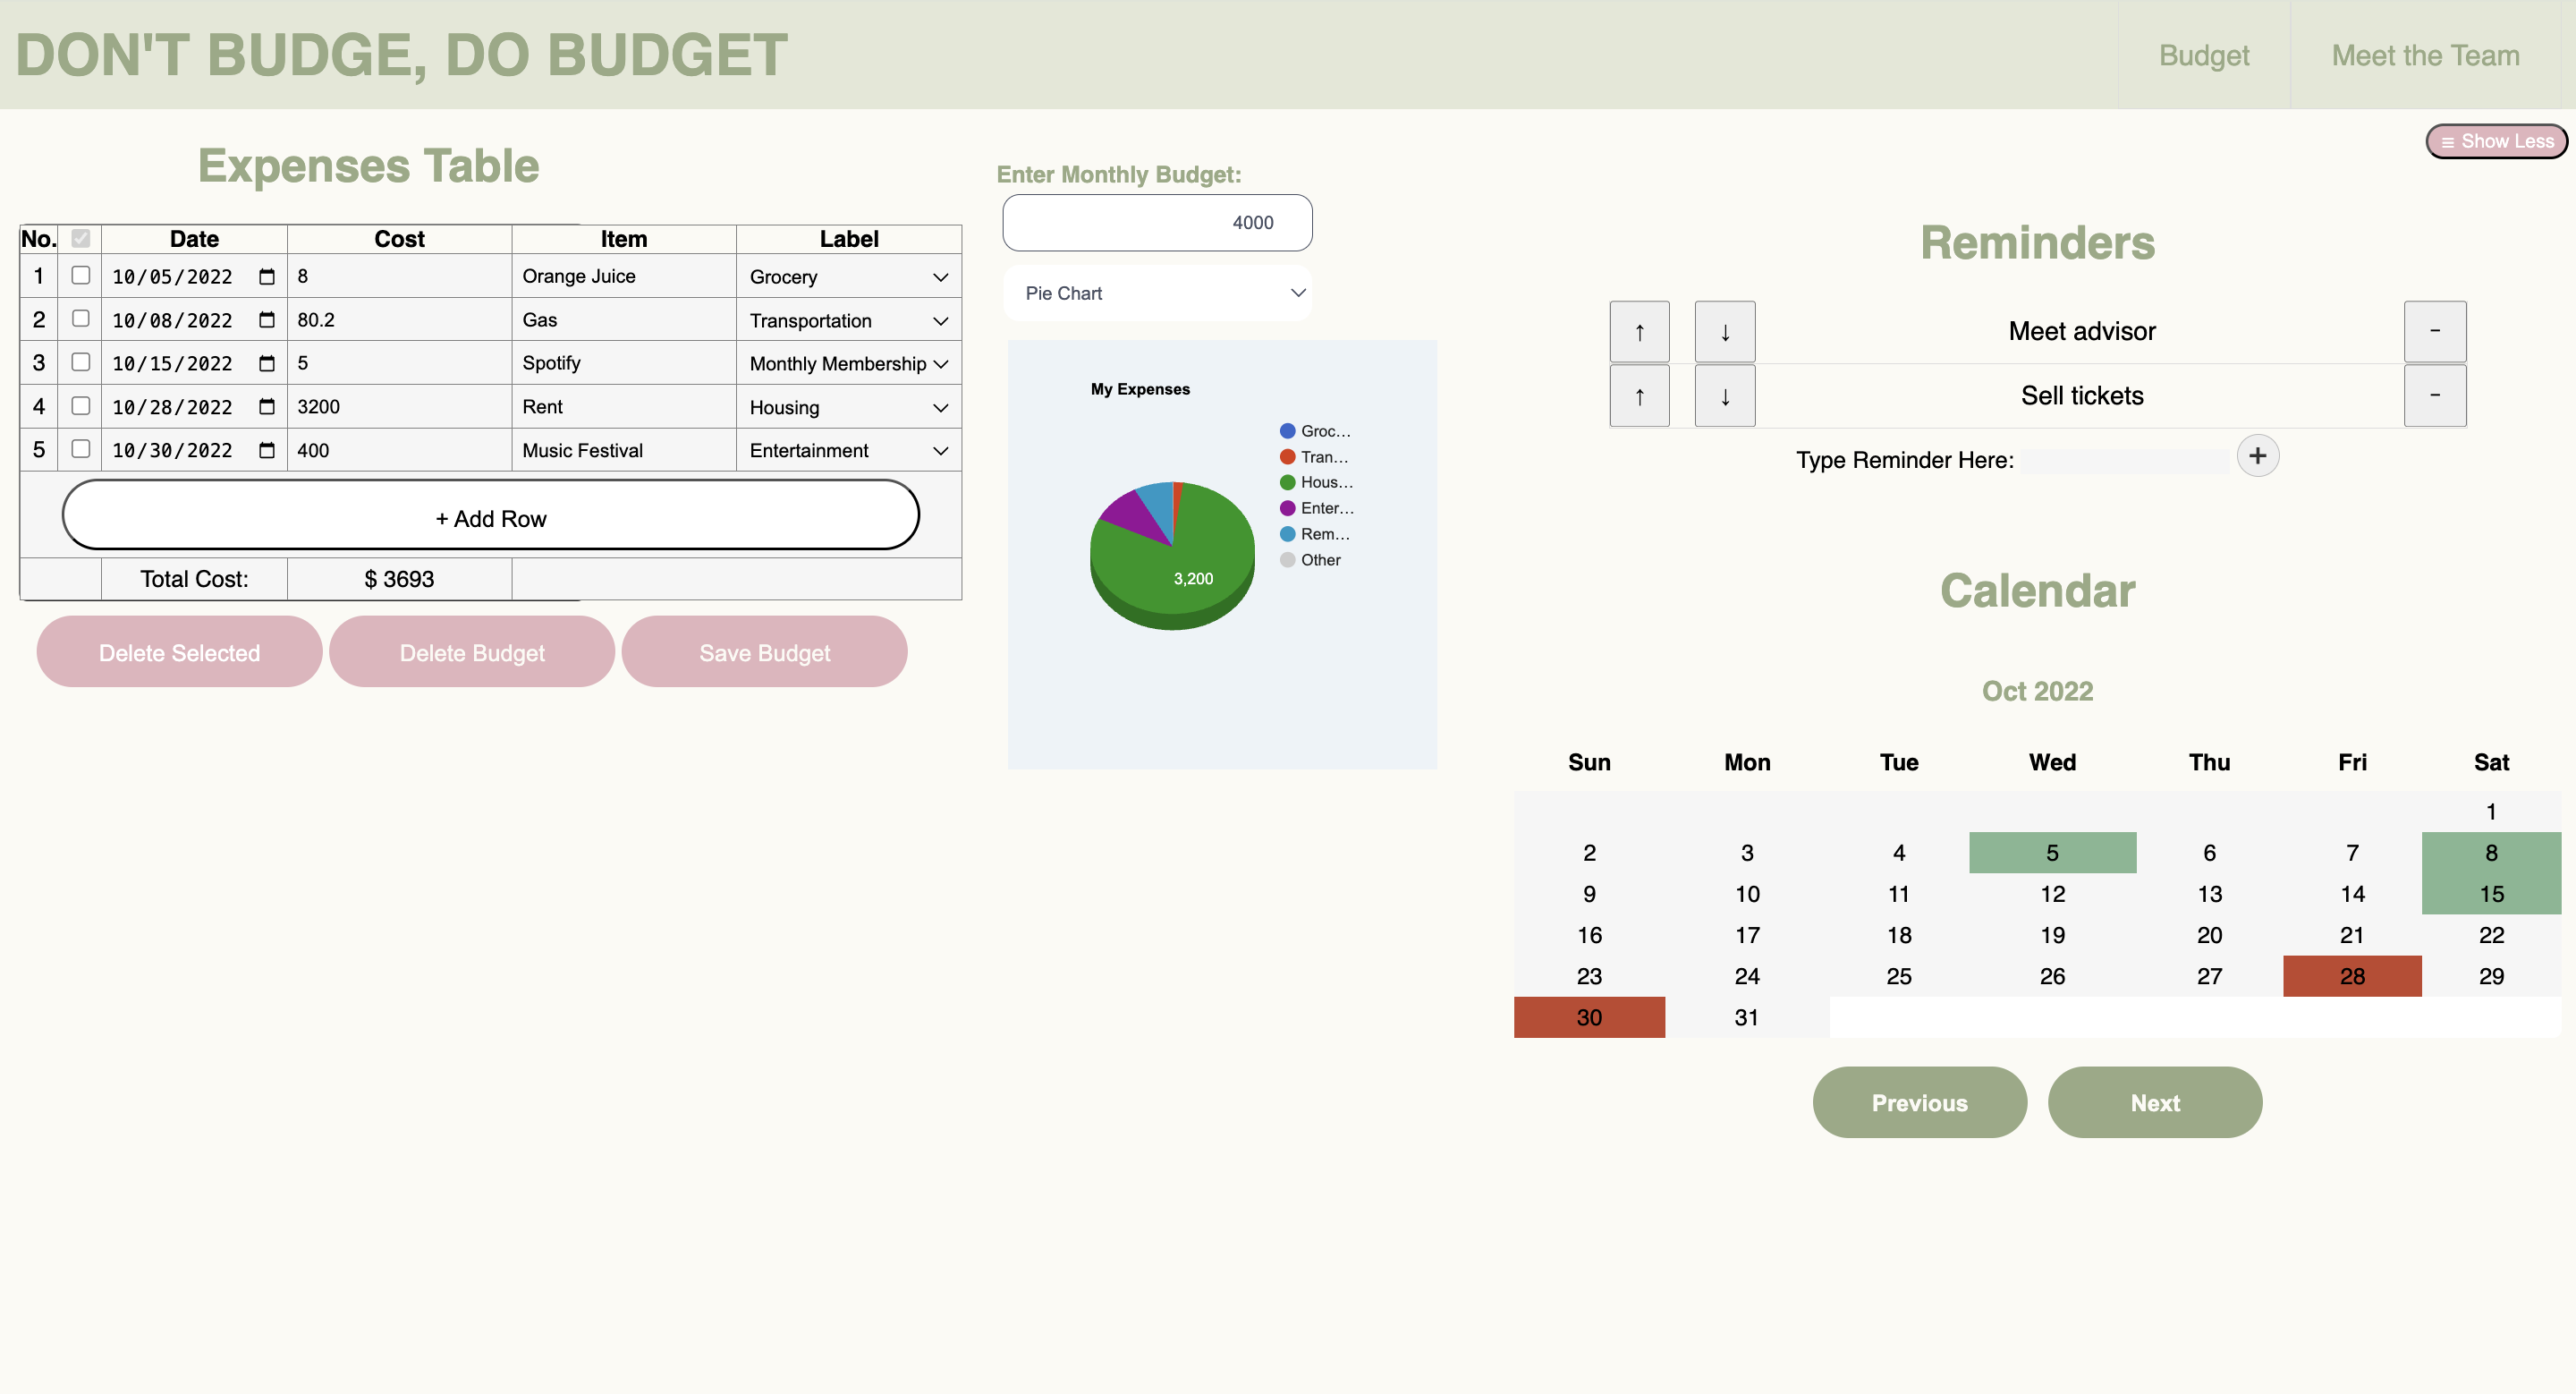 DON'T BUDGE, DO BUDGET
Budget
Meet the Team
≡ Show Less
Expenses Table
No. Date Cost Item Label
1 10/05/2022 8 Orange Juice Grocery
2 10/08/2022 80.2 Gas Transportation
3 10/15/2022 5 Spotify Monthly Membership
4 10/28/2022 3200 Rent Housing
5 10/30/2022 400 Music Festival Entertainment
+ Add Row
Total Cost: $ 3693
Delete Selected
Delete Budget
Save Budget
Enter Monthly Budget:
4000
Pie Chart
My Expenses
Groc...
Tran...
Hous...
Enter...
Rem...
Other
3,200
Reminders
↑ ↓ Meet advisor -
↑ ↓ Sell tickets -
Type Reminder Here: +
Calendar
Oct 2022
Sun Mon Tue Wed Thu Fri Sat
1
2 3 4 5 6 7 8
9 10 11 12 13 14 15
16 17 18 19 20 21 22
23 24 25 26 27 28 29
30 31
Previous
Next